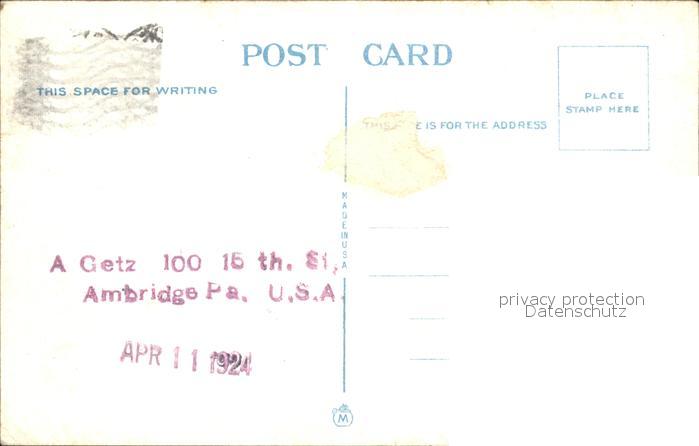 POST CARD
THIS SPACE FOR WRITING
PLACE
STAMP HERE
THIS E IS FOR THE ADDRESS
MADE IN USA
A Getz 100 15 th. St,
Ambridge Pa. U.S.A.
APR 11 1924
privacy protection
Datenschutz
M